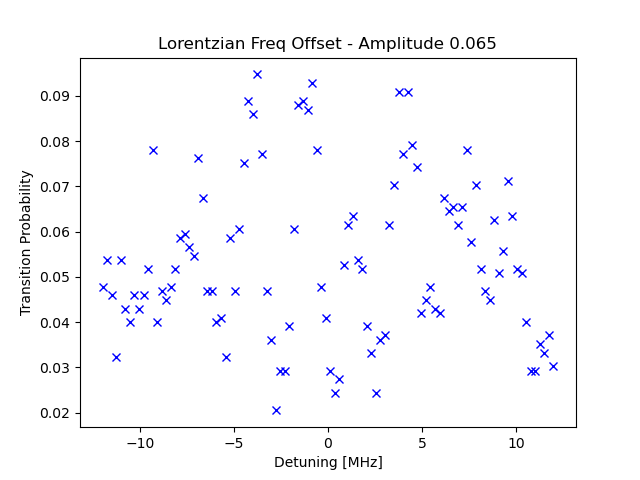 Lorentzian Freq Offset - Amplitude 0.065
Transition Probability
0.09
0.08
0.07
0.06
0.05
0.04
0.03
0.02
−10 −5 0 5 10
Detuning [MHz]